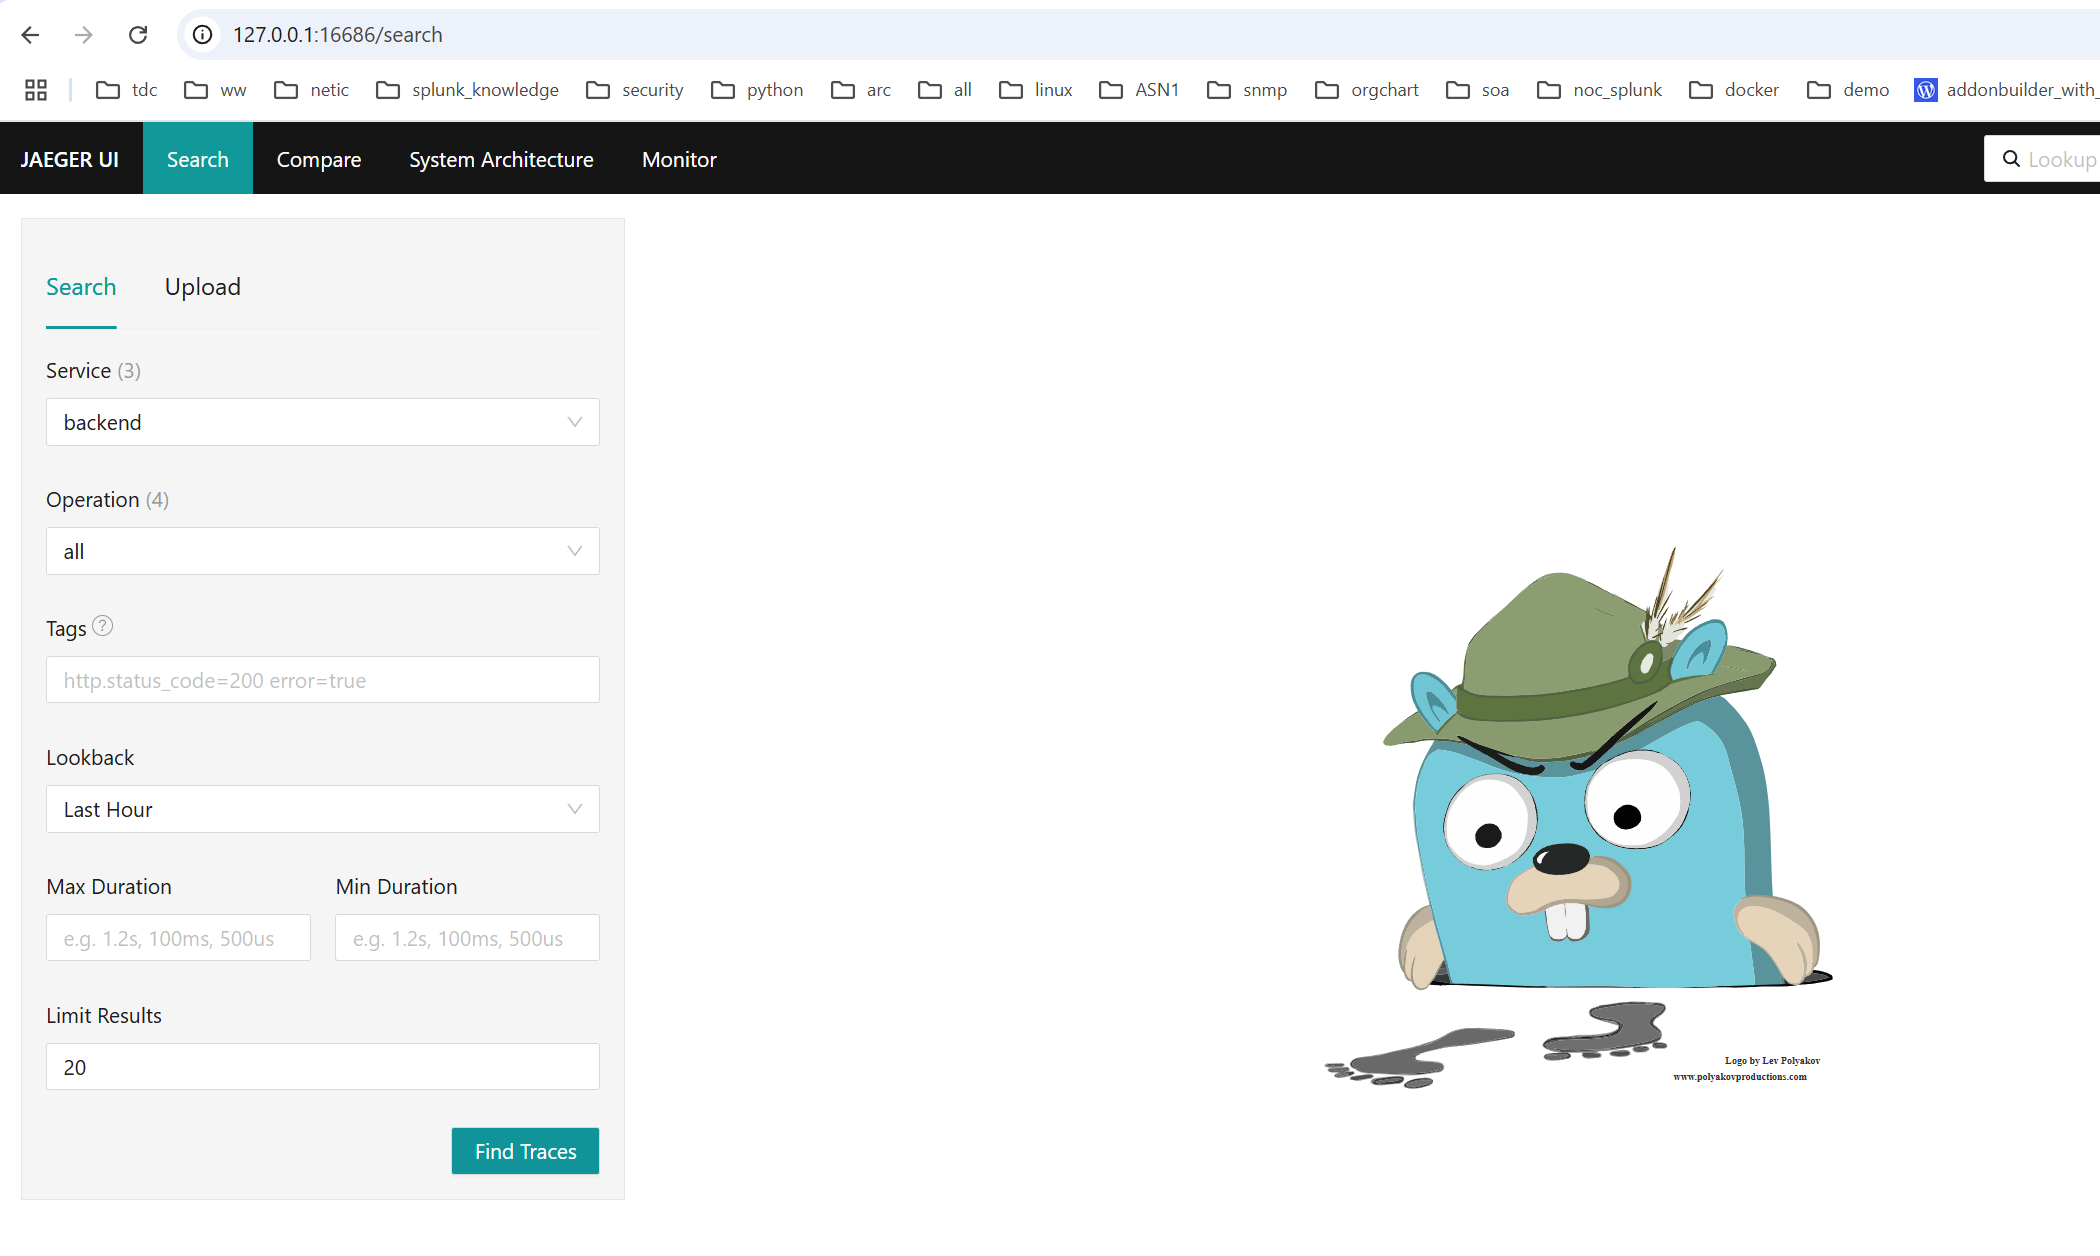 127.0.0.1:16686/search
tdc ww netic splunk_knowledge security python arc all linux ASN1 snmp orgchart soa noc_splunk docker demo addonbuilder_with_
JAEGER UI Search Compare System Architecture Monitor Lookup
Search Upload
Service (3)
backend
Operation (4)
all
Tags ?
http.status_code=200 error=true
Lookback
Last Hour
Max Duration Min Duration
e.g. 1.2s, 100ms, 500us e.g. 1.2s, 100ms, 500us
Limit Results
20
Find Traces
Logo by Lev Polyakov
www.polyakovproductions.com